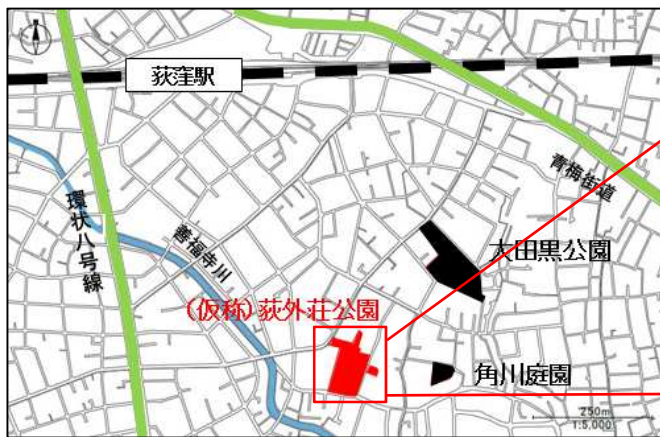 荻窪駅
青梅街道
環状八号線
善福寺川
大田黒公園
(仮称)荻外荘公園
角川庭園
250m
1:5,000